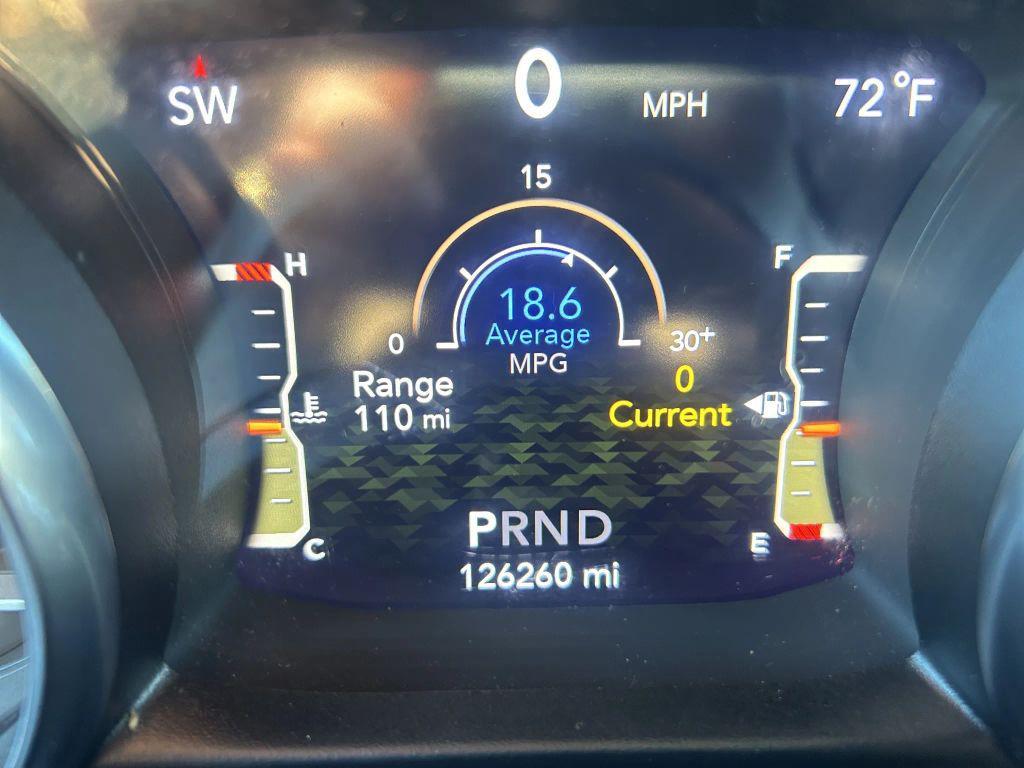 SW
0 MPH
72°F
15
H
F
18.6
Average
MPG
0
30+
Range
110 mi
0
Current
C
E
PRND
126260 mi